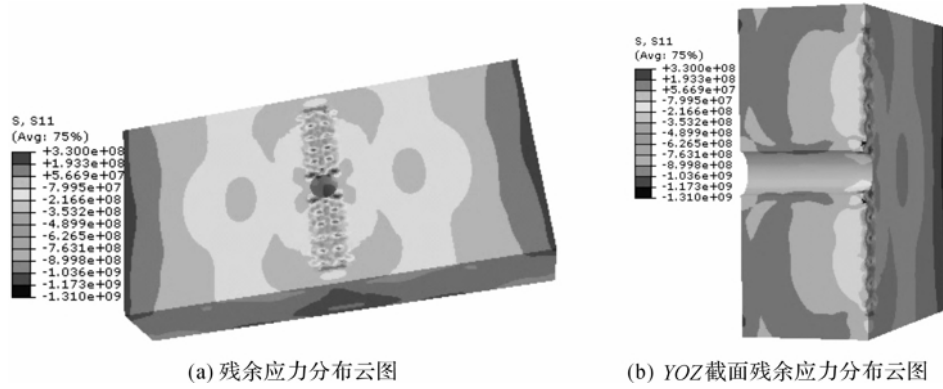 S, S11
(Avg: 75%)
+3.300e+08
+1.933e+08
+5.669e+07
-7.995e+07
-2.166e+08
-3.532e+08
-4.899e+08
-6.265e+08
-7.631e+08
-8.998e+08
-1.036e+09
-1.173e+09
-1.310e+09
(a) 残余应力分布云图
S, S11
(Avg: 75%)
+3.300e+08
+1.933e+08
+5.669e+07
-7.995e+07
-2.166e+08
-3.532e+08
-4.899e+08
-6.265e+08
-7.631e+08
-8.998e+08
-1.036e+09
-1.173e+09
-1.310e+09
(b) YOZ截面残余应力分布云图